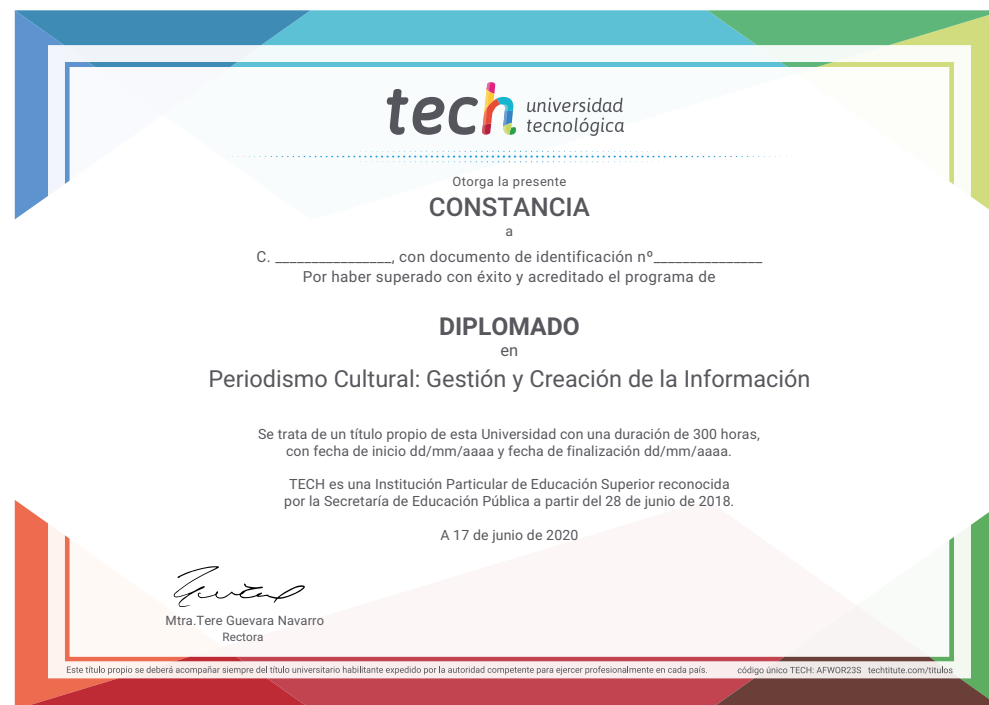 tech universidad
tecnológica
Otorga la presente
CONSTANCIA
a
C. ________________, con documento de identificación nº_______________
Por haber superado con éxito y acreditado el programa de
DIPLOMADO
en
Periodismo Cultural: Gestión y Creación de la Información
Se trata de un título propio de esta Universidad con una duración de 300 horas,
con fecha de inicio dd/mm/aaaa y fecha de finalización dd/mm/aaaa.
TECH es una Institución Particular de Educación Superior reconocida
por la Secretaría de Educación Pública a partir del 28 de junio de 2018.
A 17 de junio de 2020
Mtra.Tere Guevara Navarro
Rectora
Este título propio se deberá acompañar siempre del título universitario habilitante expedido por la autoridad competente para ejercer profesionalmente en cada país. código único TECH: AFWOR23S techtitute.com/titulos